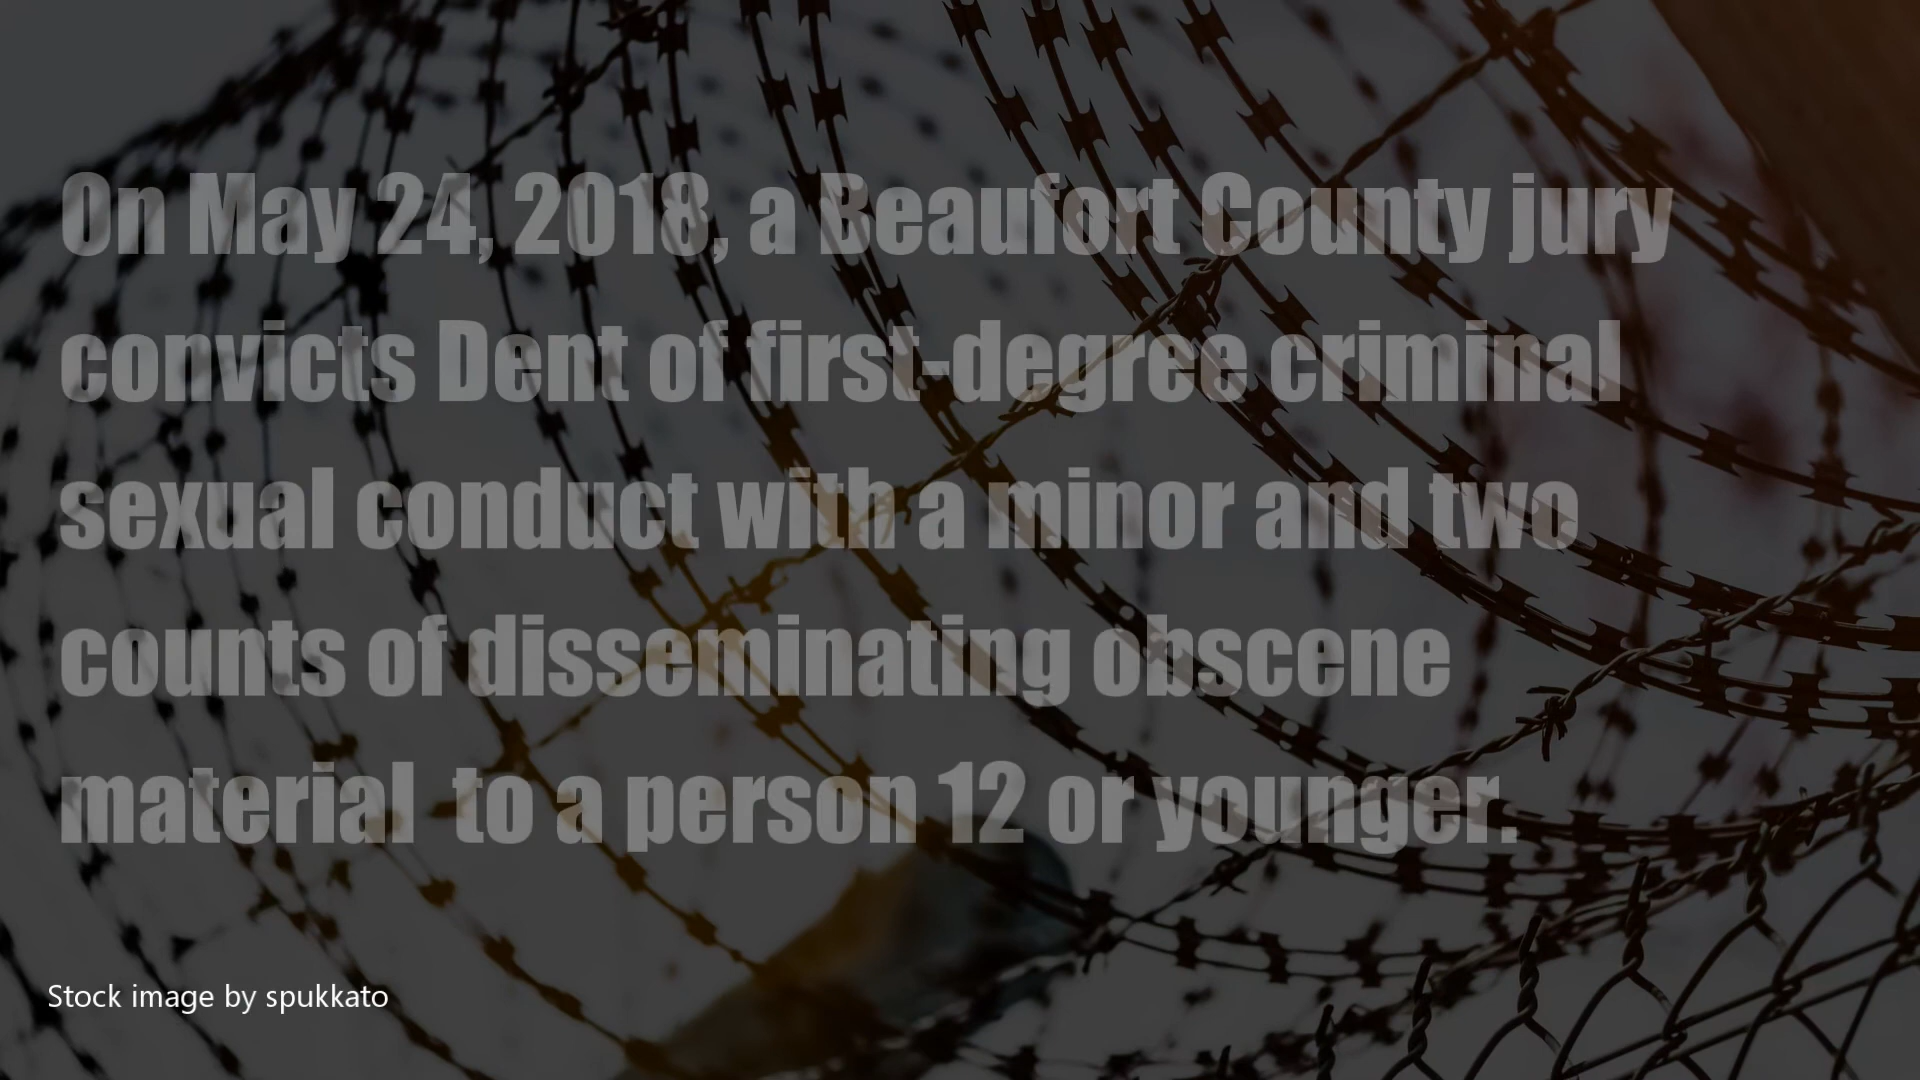 On May 24, 2018, a Beaufort County jury
convicts Dent of first-degree criminal
sexual conduct with a minor and two
counts of disseminating obscene
material  to a person 12 or younger.
Stock image by spukkato